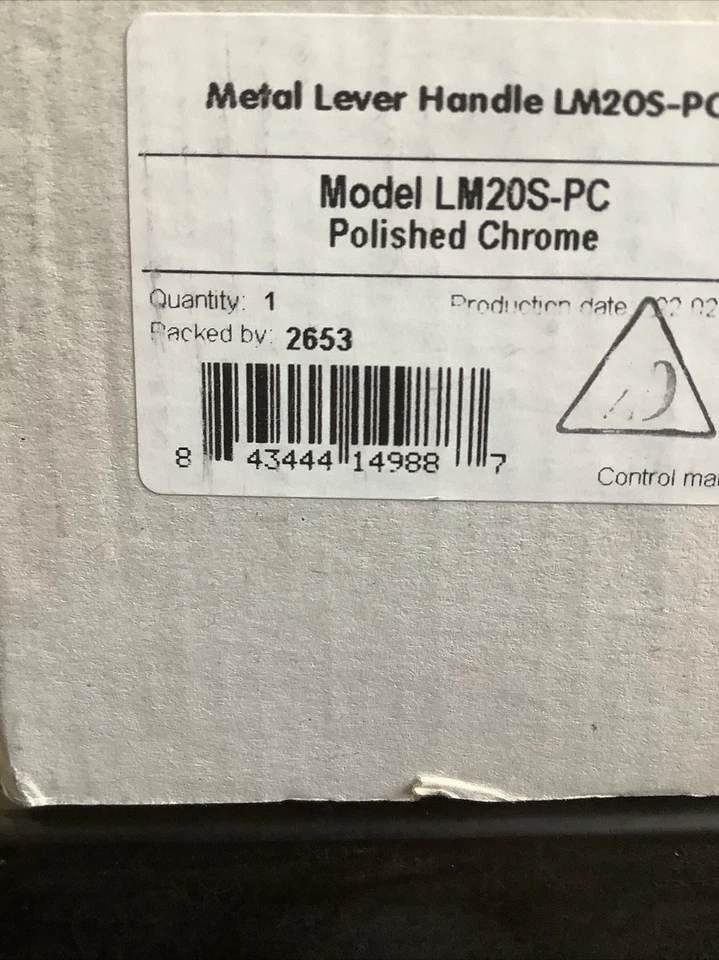 Metal Lever Handle LM20S-PC
Model LM20S-PC
Polished Chrome
Quantity: 1
Production date
Packed by: 2653
8 43444 14988 7
Control